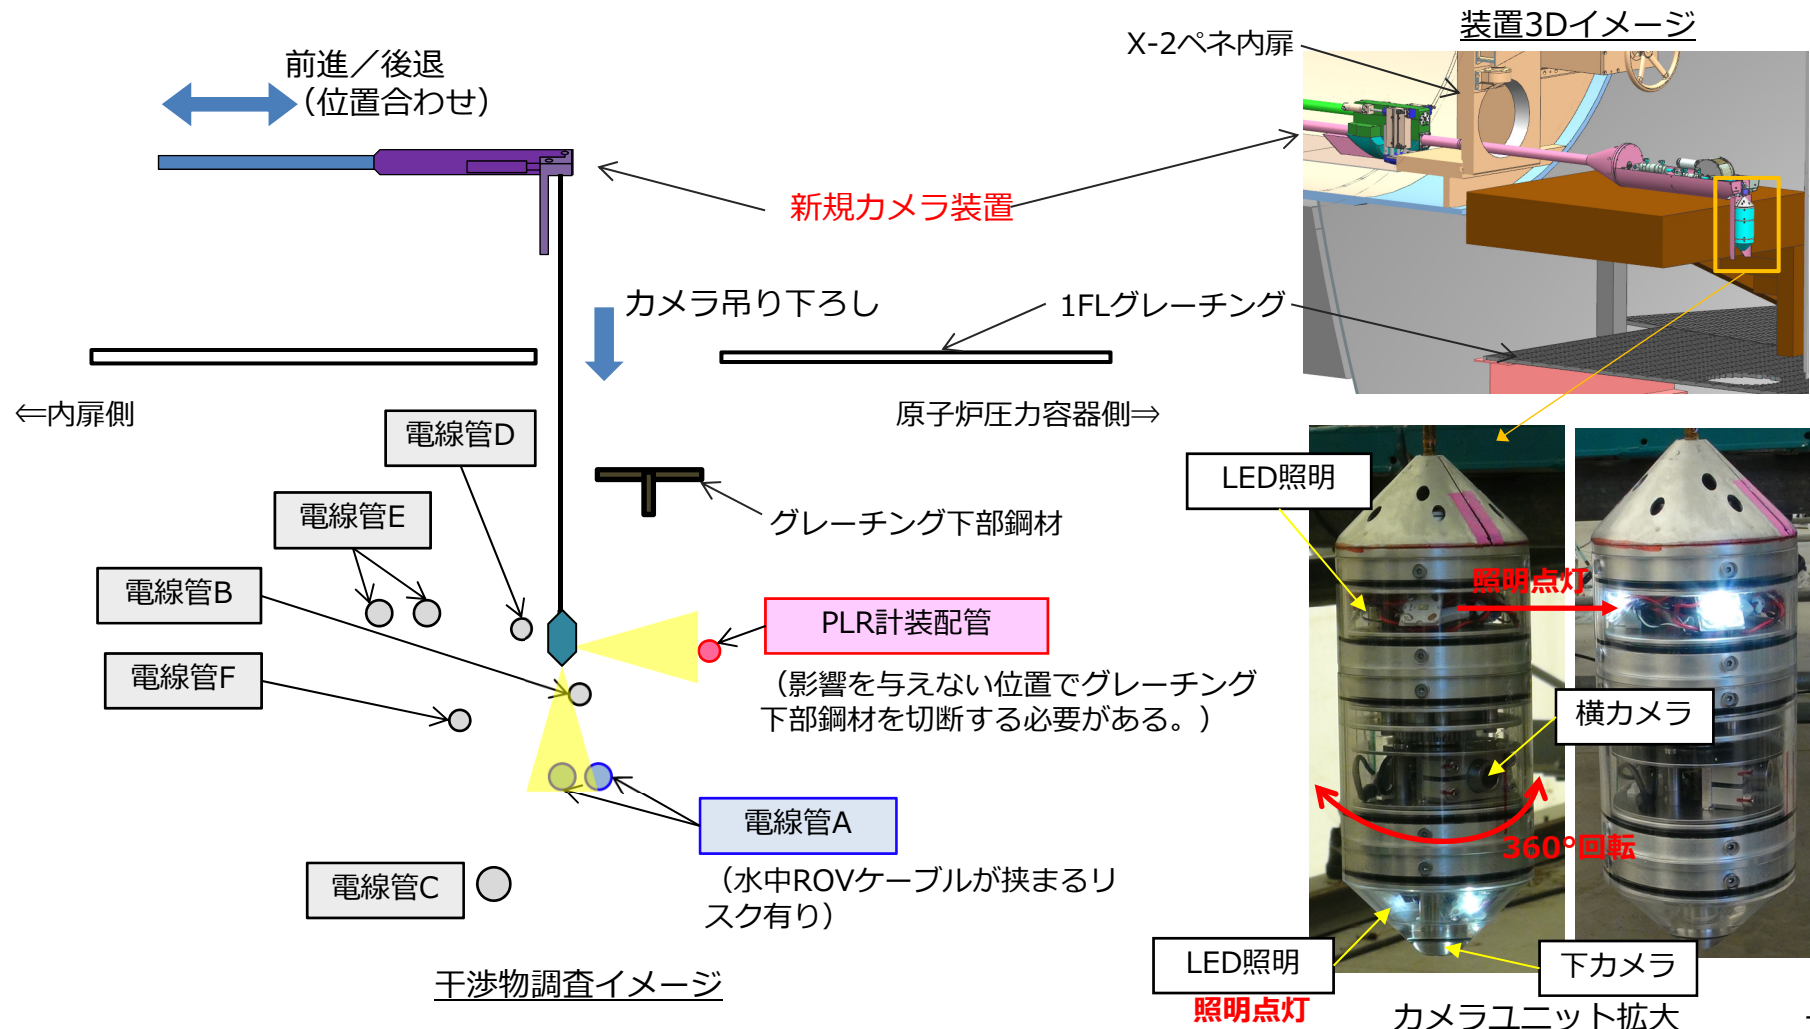 装置3Dイメージ
X-2ペネ内扉
前進／後退
（位置合わせ）
新規カメラ装置
カメラ吊り下ろし
1FLグレーチング
⇐内扉側
原子炉圧力容器側⇒
電線管D
電線管E
グレーチング下部鋼材
電線管B
PLR計装配管
電線管F
（影響を与えない位置でグレーチング
下部鋼材を切断する必要がある。）
電線管A
（水中ROVケーブルが挟まるリ
スク有り）
電線管C
干渉物調査イメージ
LED照明
照明点灯
横カメラ
360°回転
LED照明
照明点灯
下カメラ
カメラユニット拡大